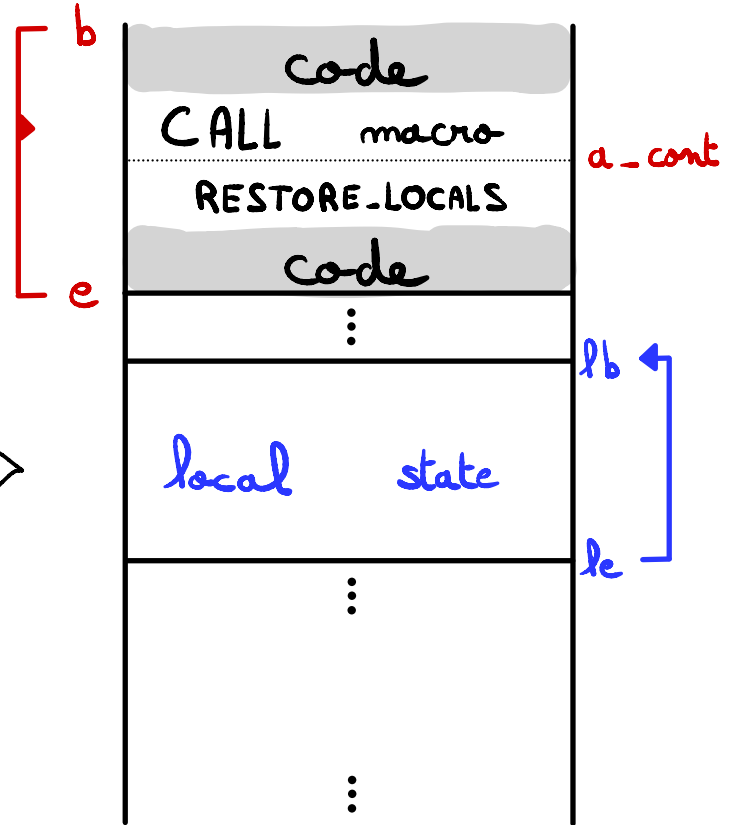 b
code
CALL macro
a_cont
RESTORE_LOCALS
code
e
lb
local state
le